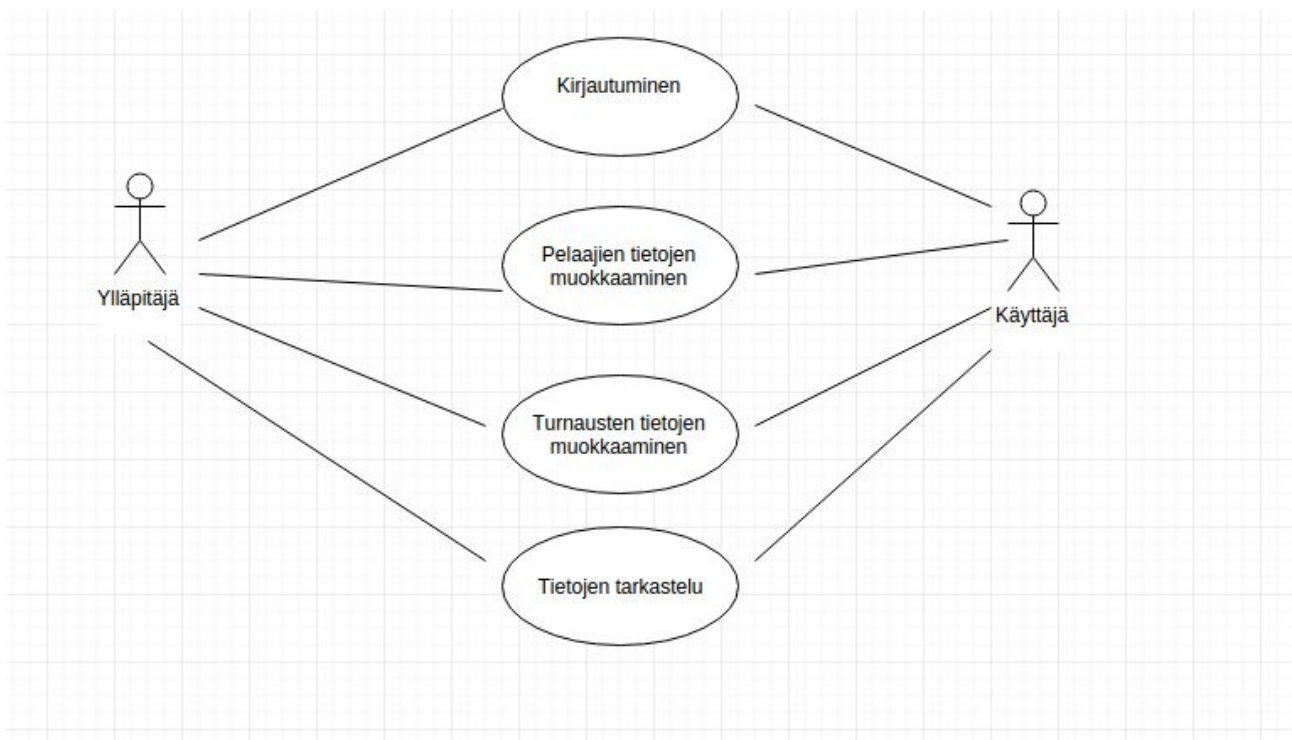 Kirjautuminen
Pelaajien tietojen
muokkaaminen
Ylläpitäjä
Käyttäjä
Turnausten tietojen
muokkaaminen
Tietojen tarkastelu